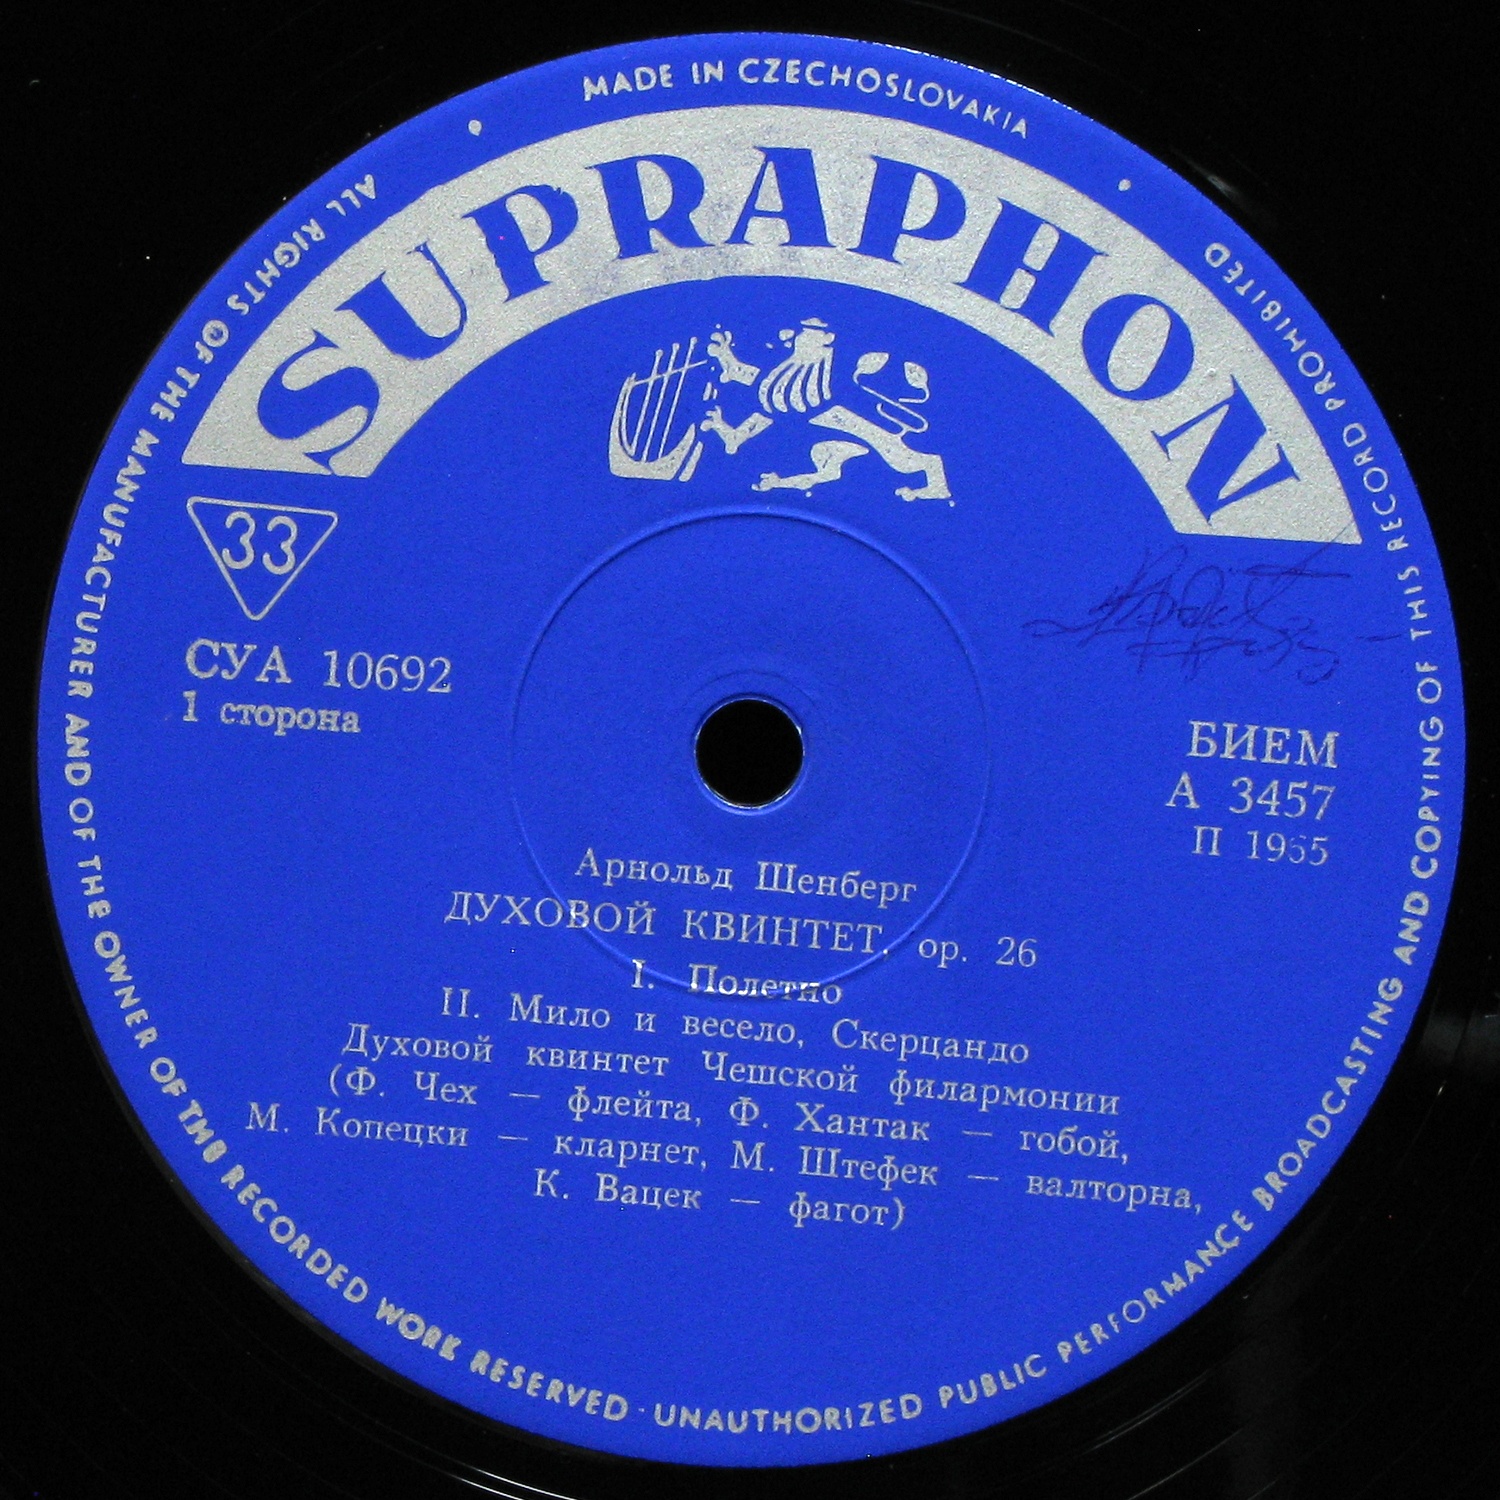 MADE IN CZECHOSLOVAKIA
SUPRAPHON
33
СУА 10692
1 сторона
БИЕМ
А 3457
П 1965
Арнольд Шенберг
ДУХОВОЙ КВИНТЕТ, op. 26
I. Полетно
II. Мило и весело, Скерцандо
Духовой квинтет Чешской филармонии
(Ф. Чех — флейта, Ф. Хантак — гобой,
М. Копецки — кларнет, М. Штефек — валторна,
К. Вацек — фагот)
ALL RIGHTS OF THE MANUFACTURER AND OF THE OWNER OF THE RECORDED WORK RESERVED · UNAUTHORIZED PUBLIC PERFORMANCE BROADCASTING AND COPYING OF THIS RECORD PROHIBITED